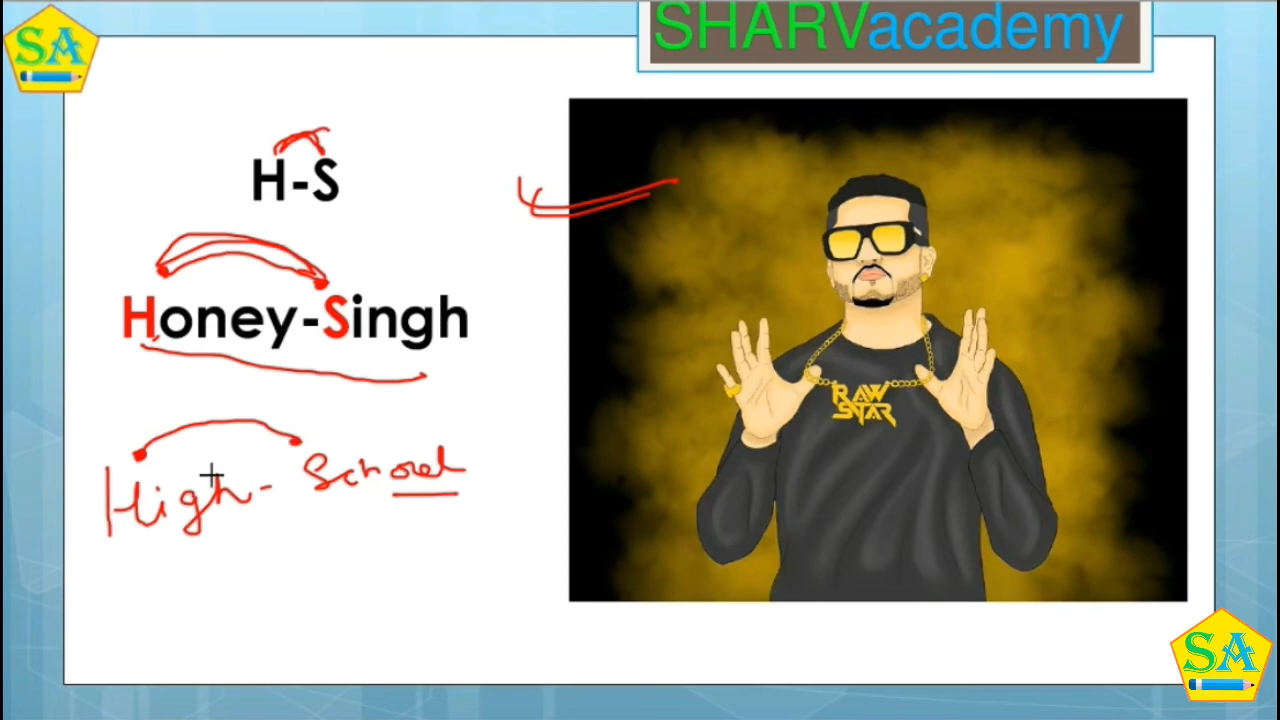 SA
SHARVacademy
H-S
Honey-Singh
High-School
RAW
STAR
SA